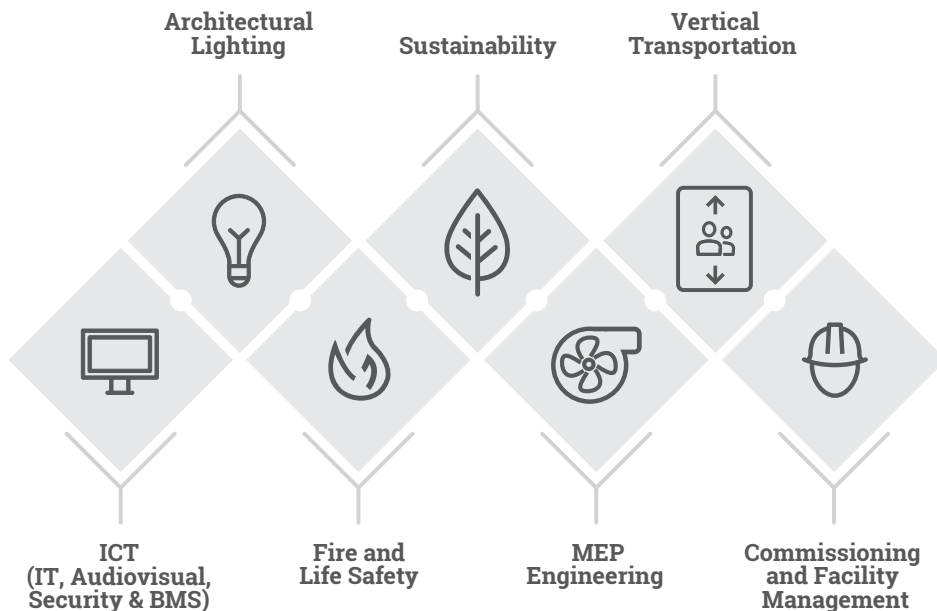 Architectural
Lighting
Sustainability
Vertical
Transportation
ICT
(IT, Audiovisual,
Security & BMS)
Fire and
Life Safety
MEP
Engineering
Commissioning
and Facility
Management